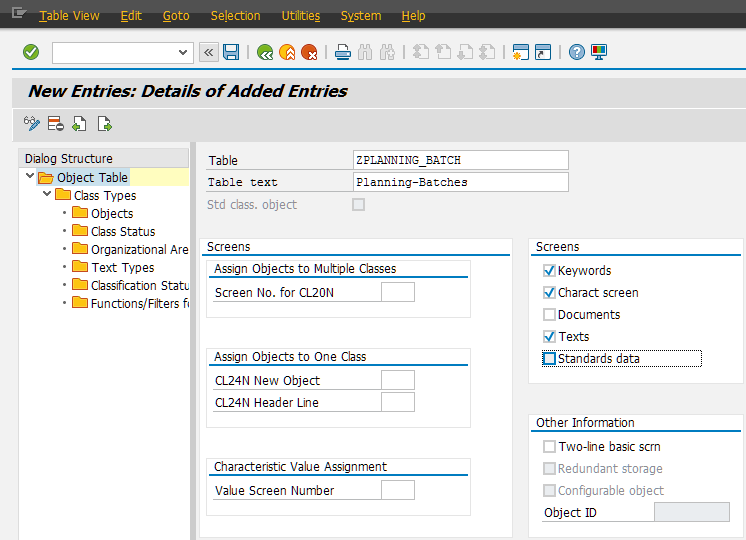 Table View Edit Goto Selection Utilities System Help
New Entries: Details of Added Entries
Dialog Structure
Object Table
Class Types
Objects
Class Status
Organizational Are
Text Types
Classification Statu
Functions/Filters fo
Table ZPLANNING_BATCH
Table text Planning-Batches
Std class. object
Screens
Assign Objects to Multiple Classes
Screen No. for CL20N
Assign Objects to One Class
CL24N New Object
CL24N Header Line
Characteristic Value Assignment
Value Screen Number
Screens
Keywords
Charact screen
Documents
Texts
Standards data
Other Information
Two-line basic scrn
Redundant storage
Configurable object
Object ID